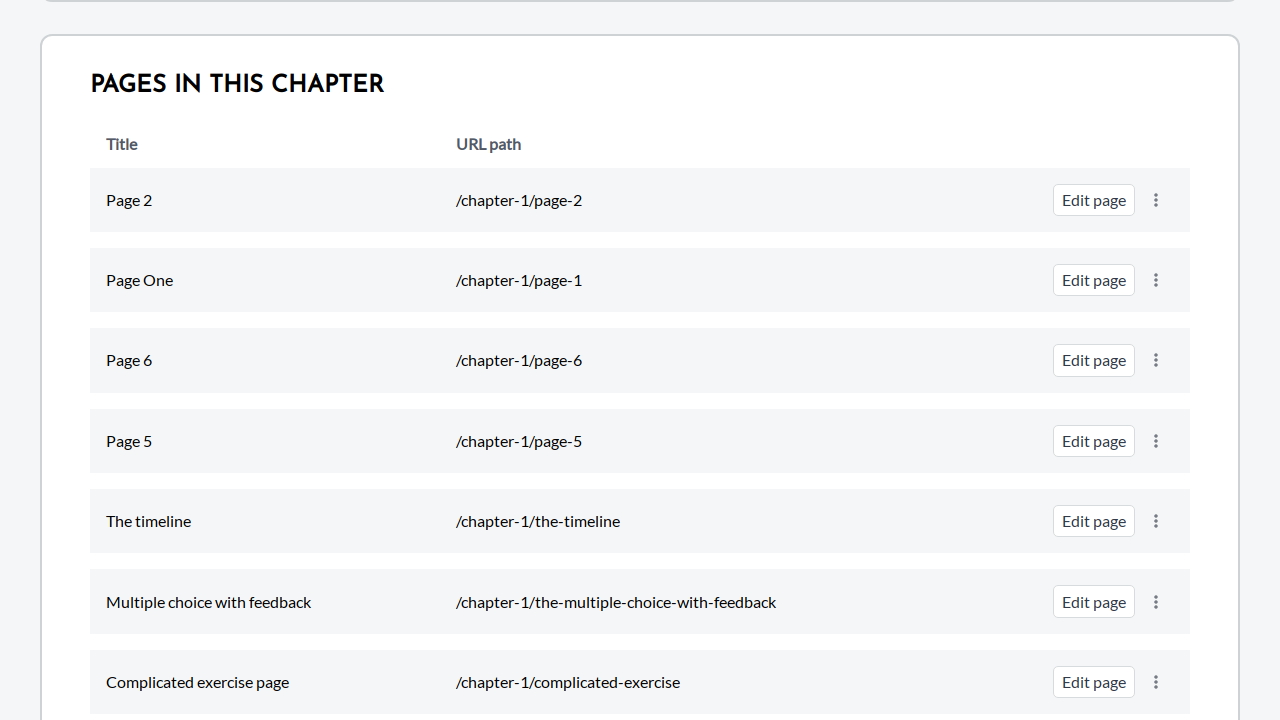 PAGES IN THIS CHAPTER
Title URL path
Page 2 /chapter-1/page-2 Edit page
Page One /chapter-1/page-1 Edit page
Page 6 /chapter-1/page-6 Edit page
Page 5 /chapter-1/page-5 Edit page
The timeline /chapter-1/the-timeline Edit page
Multiple choice with feedback /chapter-1/the-multiple-choice-with-feedback Edit page
Complicated exercise page /chapter-1/complicated-exercise Edit page